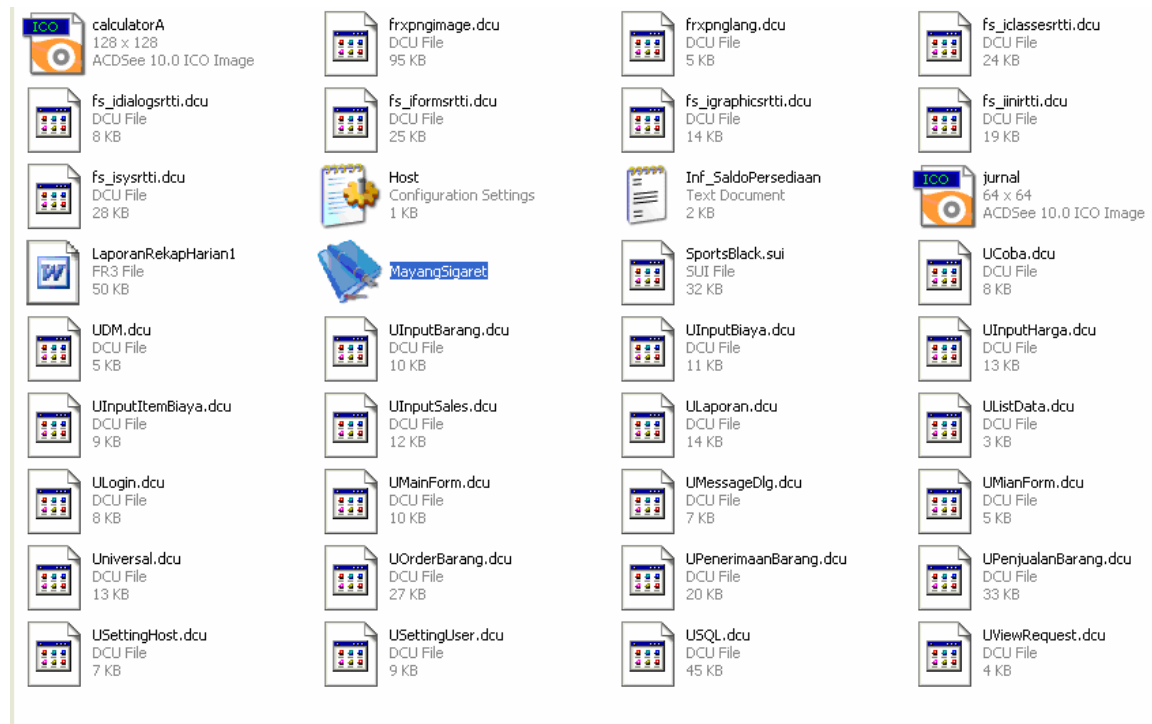 ICO
calculatorA
128 x 128
ACDSee 10.0 ICO Image
frxpngimage.dcu
DCU File
95 KB
frxpnglang.dcu
DCU File
5 KB
fs_iclassesrtti.dcu
DCU File
24 KB
fs_idialogsrtti.dcu
DCU File
8 KB
fs_iformsrtti.dcu
DCU File
25 KB
fs_igraphicsrtti.dcu
DCU File
14 KB
fs_iinirtti.dcu
DCU File
19 KB
fs_isysrtti.dcu
DCU File
28 KB
Host
Configuration Settings
1 KB
Inf_SaldoPersediaan
Text Document
2 KB
ICO
jurnal
64 x 64
ACDSee 10.0 ICO Image
W
LaporanRekapHarian1
FR3 File
50 KB
MayangSigaret
SportsBlack.sui
SUI File
32 KB
UCoba.dcu
DCU File
8 KB
UDM.dcu
DCU File
5 KB
UInputBarang.dcu
DCU File
10 KB
UInputBiaya.dcu
DCU File
11 KB
UInputHarga.dcu
DCU File
13 KB
UInputItemBiaya.dcu
DCU File
9 KB
UInputSales.dcu
DCU File
12 KB
ULaporan.dcu
DCU File
14 KB
UListData.dcu
DCU File
3 KB
ULogin.dcu
DCU File
8 KB
UMainForm.dcu
DCU File
10 KB
UMessageDlg.dcu
DCU File
7 KB
UMianForm.dcu
DCU File
5 KB
Universal.dcu
DCU File
13 KB
UOrderBarang.dcu
DCU File
27 KB
UPenerimaanBarang.dcu
DCU File
20 KB
UPenjualanBarang.dcu
DCU File
33 KB
USettingHost.dcu
DCU File
7 KB
USettingUser.dcu
DCU File
9 KB
USQL.dcu
DCU File
45 KB
UViewRequest.dcu
DCU File
4 KB